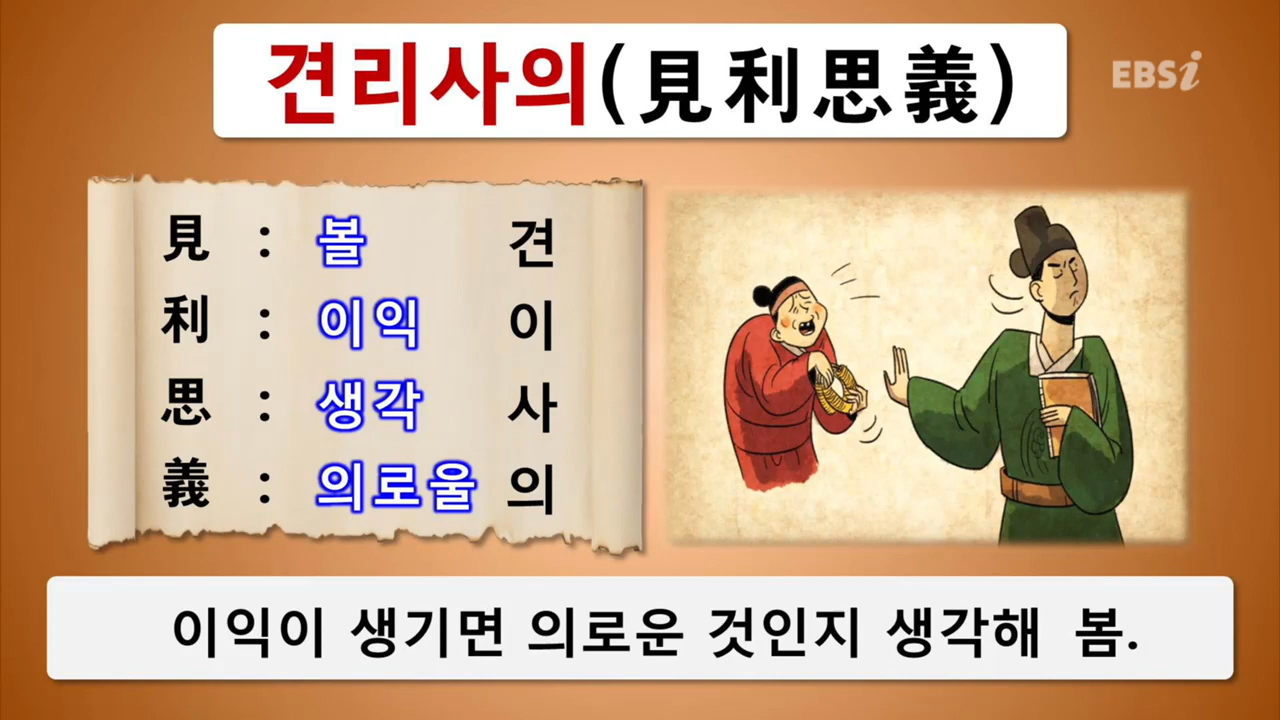 견리사의(見利思義)
EBSi
見 : 볼 견
利 : 이익 이
思 : 생각 사
義 : 의로울 의
이익이 생기면 의로운 것인지 생각해 봄.